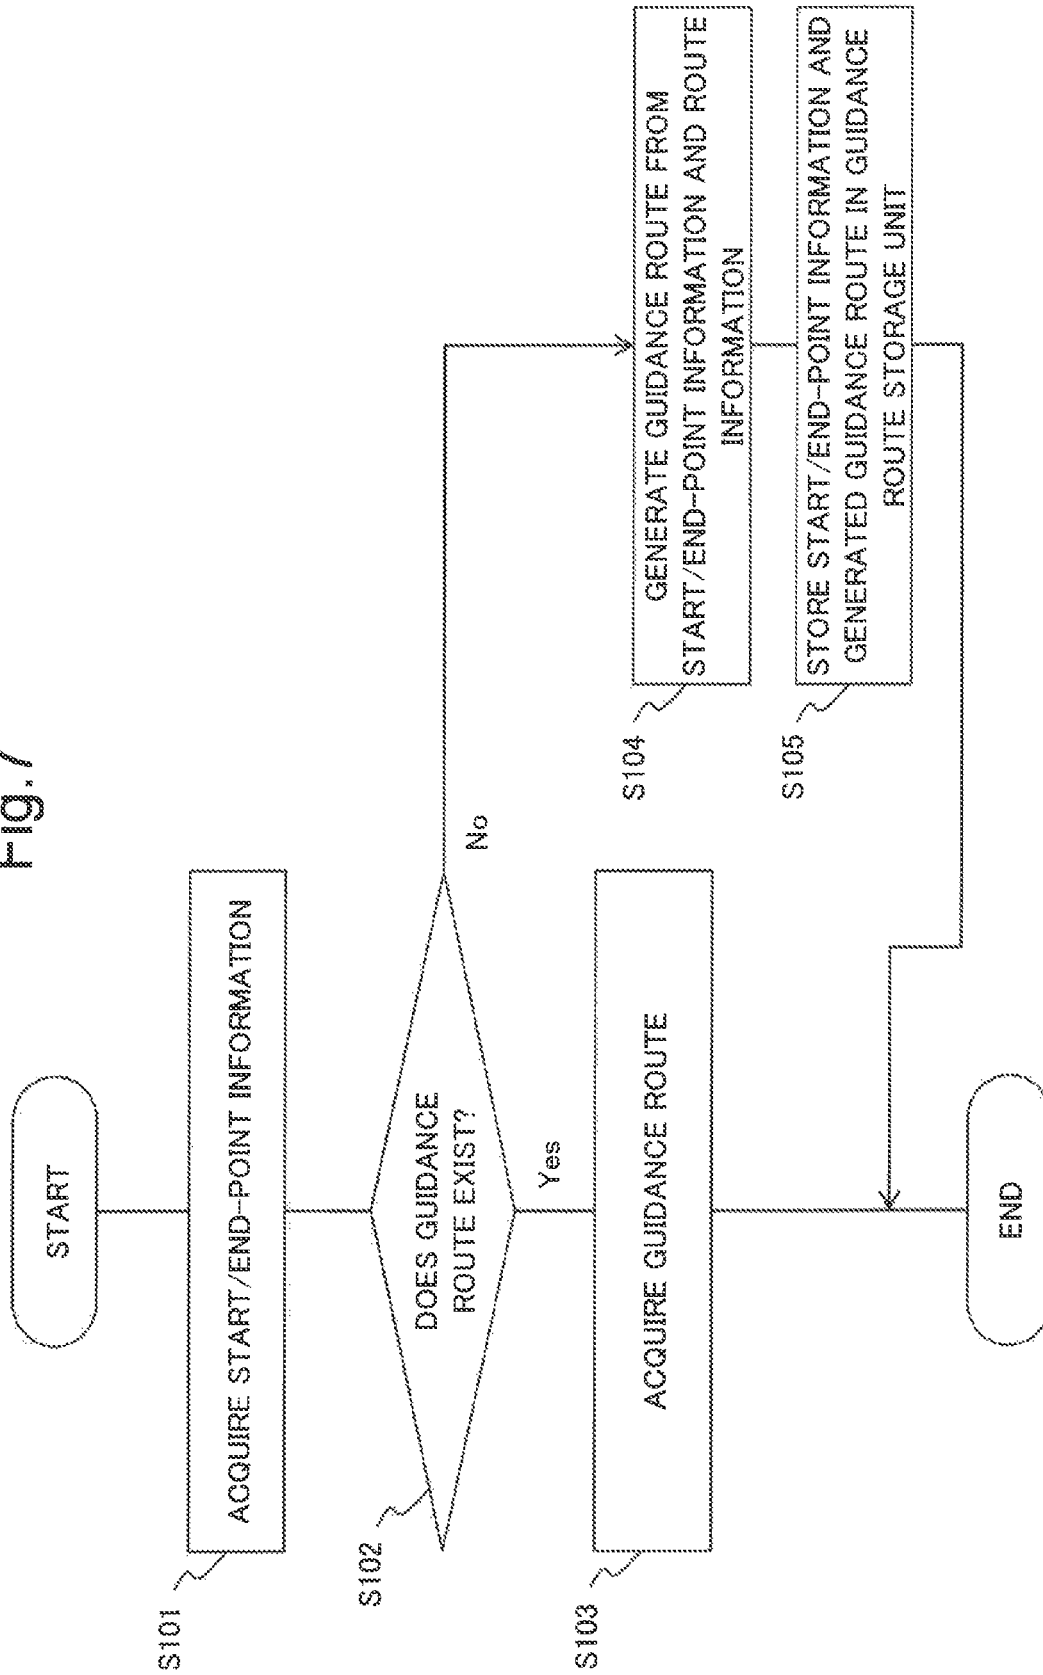 Fig.7
START
S101
ACQUIRE START/END-POINT INFORMATION
S102
DOES GUIDANCE
ROUTE EXIST?
No
Yes
S103
ACQUIRE GUIDANCE ROUTE
S104
GENERATE GUIDANCE ROUTE FROM
START/END-POINT INFORMATION AND ROUTE
INFORMATION
S105
STORE START/END-POINT INFORMATION AND
GENERATED GUIDANCE ROUTE IN GUIDANCE
ROUTE STORAGE UNIT
END